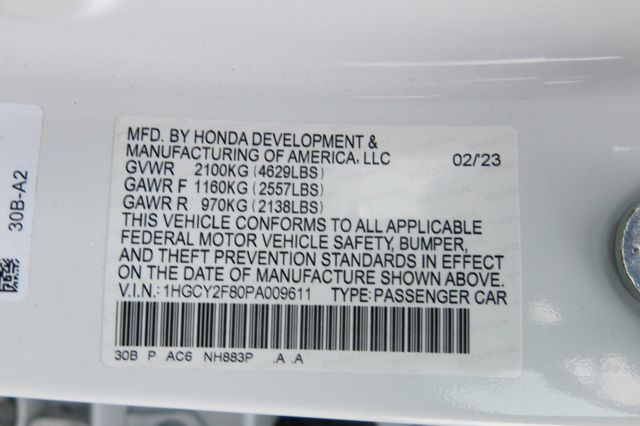 MFD. BY HONDA DEVELOPMENT &
MANUFACTURING OF AMERICA, LLC 02/'23
GVWR 2100KG (4629LBS)
GAWR F 1160KG (2557LBS)
GAWR R 970KG (2138LBS)
THIS VEHICLE CONFORMS TO ALL APPLICABLE
FEDERAL MOTOR VEHICLE SAFETY, BUMPER,
AND THEFT PREVENTION STANDARDS IN EFFECT
ON THE DATE OF MANUFACTURE SHOWN ABOVE.
V.I.N.: 1HGCY2F80PA009611 TYPE: PASSENGER CAR
30B P AC6 NH883P .A .A
30B-A2